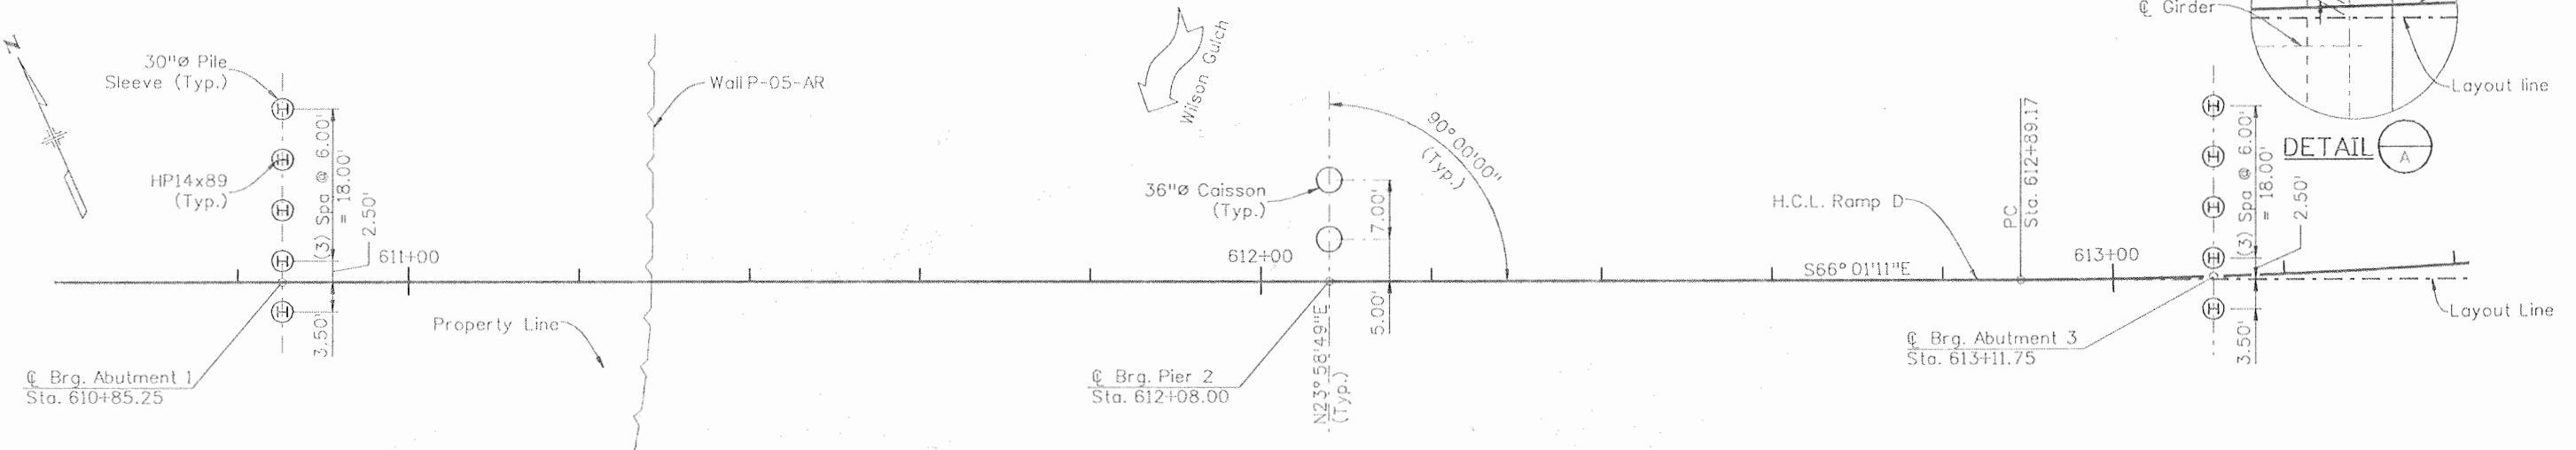 N
30"Ø Pile
Sleeve (Typ.)
HP14x89
(Typ.)
(3) Spa @ 6.00'
= 18.00'
2.50'
3.50'
611+00
Property Line
℄ Brg. Abutment 1
Sta. 610+85.25
Wall P-05-AR
Wilson Gulch
36"Ø Caisson
(Typ.)
7.00'
5.00'
90° 00'00"
(Typ.)
612+00
℄ Brg. Pier 2
Sta. 612+08.00
N23° 58'49"E
(Typ.)
H.C.L. Ramp D
S66° 01'11"E
PC
Sta. 612+89.17
613+00
℄ Brg. Abutment 3
Sta. 613+11.75
(3) Spa @ 6.00'
= 18.00'
2.50'
3.50'
Layout Line
℄ Girder
Layout line
DETAIL
A
H
H
H
H
H
H
H
H
H
H